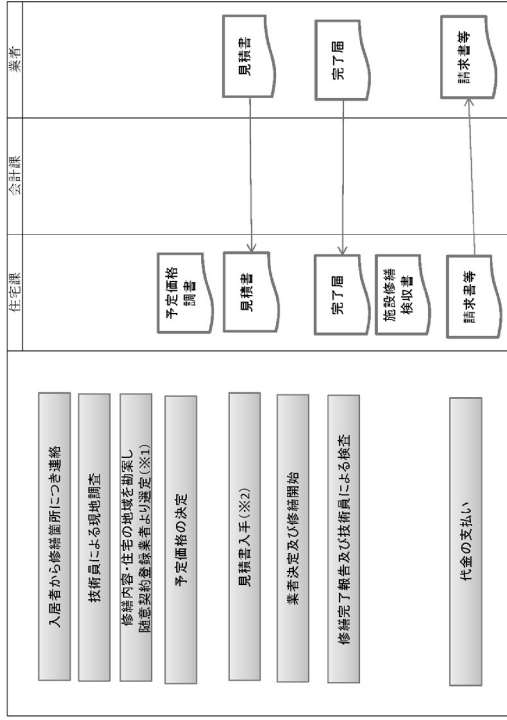 住宅課
会計課
業者
入居者から修繕箇所につき連絡
技術員による現地調査
修繕内容・住宅の地域を勘案し
随意契約登録業者より選定(※1)
予定価格の決定
予定価格
調書
見積書入手(※2)
見積書
見積書
業者決定及び修繕開始
修繕完了報告及び技術員による検査
完了届
完了届
施設修繕
検収書
代金の支払い
請求書等
請求書等